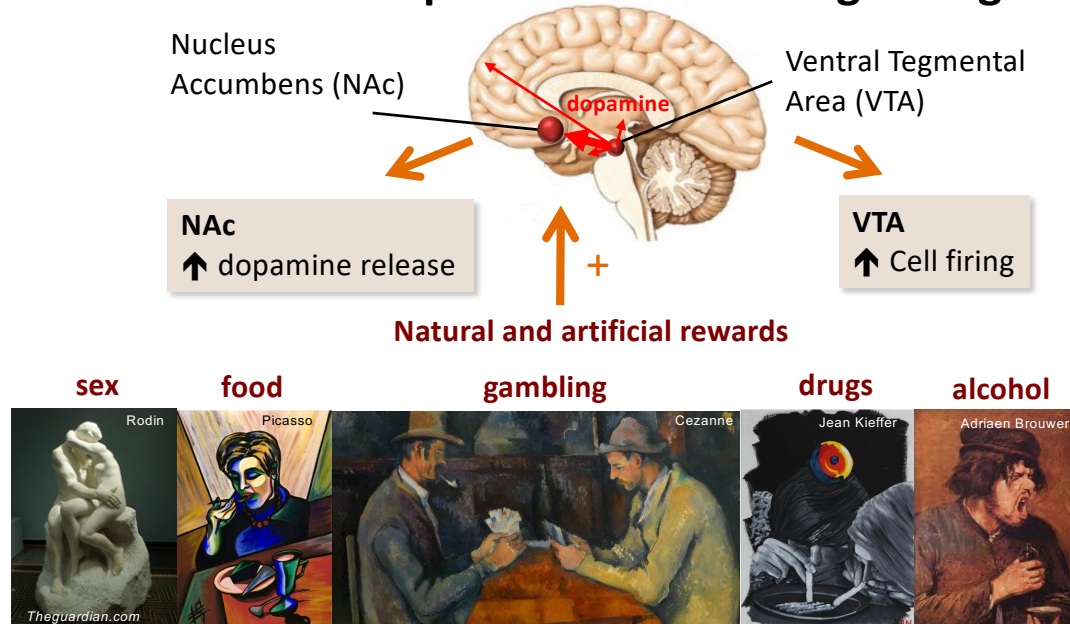 Nucleus
Accumbens (NAc)
dopamine
Ventral Tegmental
Area (VTA)
NAc
↑ dopamine release
VTA
↑ Cell firing
+
Natural and artificial rewards
sex
food
gambling
drugs
alcohol
Rodin
Picasso
Cezanne
Jean Kieffer
Adriaen Brouwer
Theguardian.com